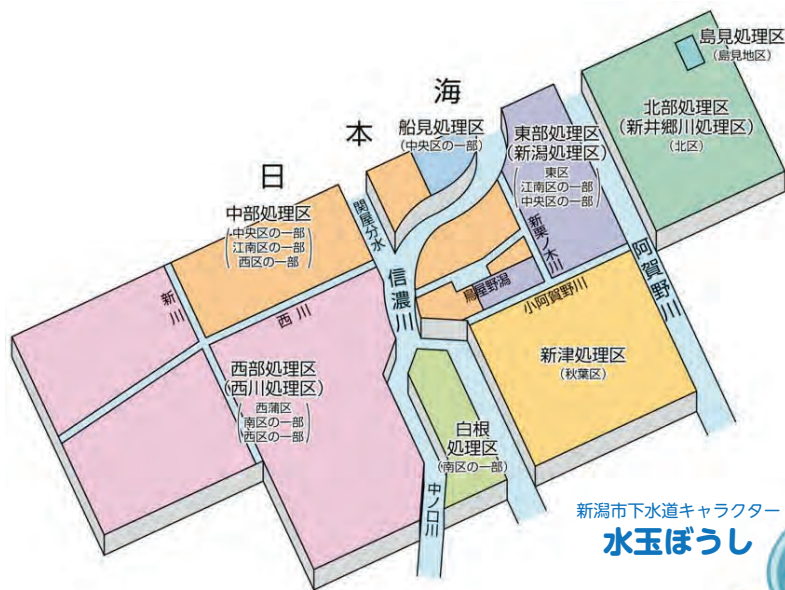 日本海
島見処理区
(島見地区)
北部処理区
(新井郷川処理区)
(北区)
船見処理区
(中央区の一部)
東部処理区
(新潟処理区)
東区
江南区の一部
中央区の一部
中部処理区
中央区の一部
江南区の一部
西区の一部
関屋分水
信濃川
新栗ノ木川
鳥屋野潟
小阿賀野川
阿賀野川
新川
西川
西部処理区
(西川処理区)
西蒲区
南区の一部
西区の一部
新津処理区
(秋葉区)
白根
処理区
(南区の一部)
中ノ口川
新潟市下水道キャラクター
水玉ぼうし